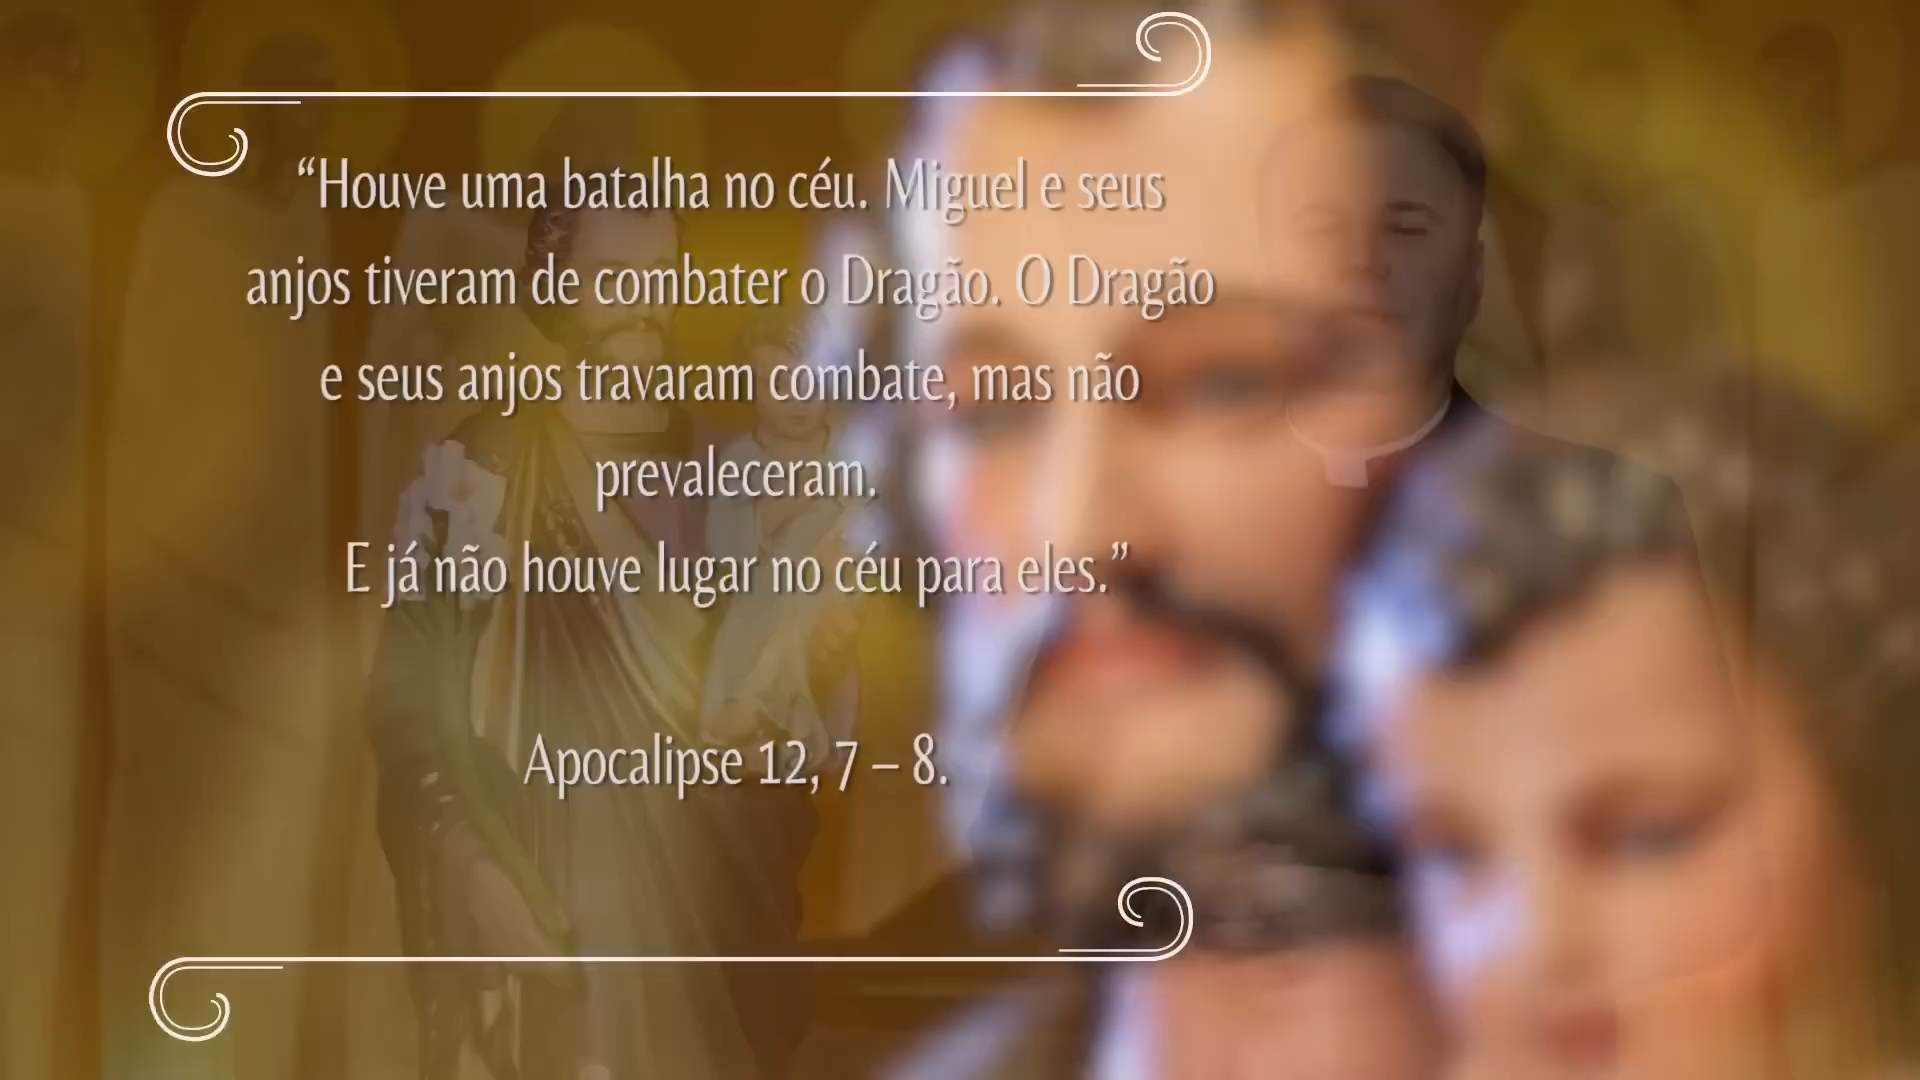 “Houve uma batalha no céu. Miguel e seus
anjos tiveram de combater o Dragão. O Dragão
e seus anjos travaram combate, mas não
prevaleceram.
E já não houve lugar no céu para eles.”
Apocalipse 12, 7 – 8.